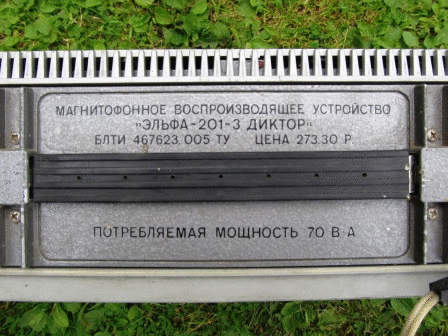 МАГНИТОФОННОЕ ВОСПРОИЗВОДЯЩЕЕ УСТРОЙСТВО
"ЭЛЬФА-201-3 ДИКТОР"
БЛТИ 467623.005 ТУ ЦЕНА 273.30 Р.
ПОТРЕБЛЯЕМАЯ МОЩНОСТЬ 70 В А